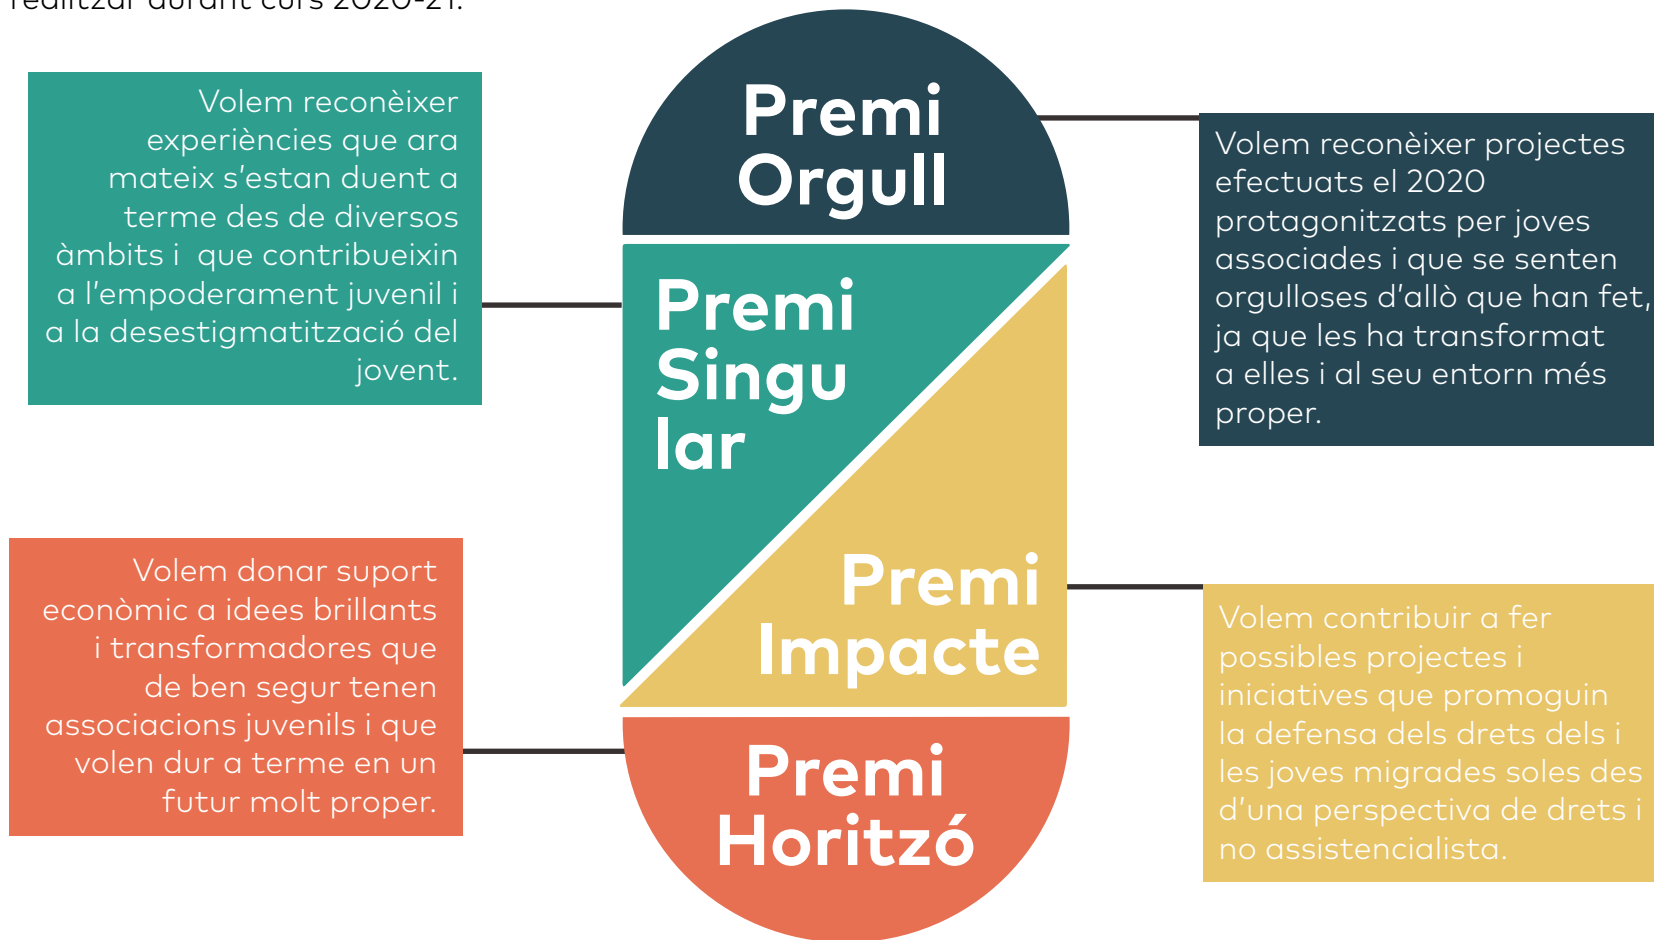 realitzar durant curs 2020-21.
Volem reconèixer
experiències que ara
mateix s'estan duent a
terme des de diversos
àmbits i  que contribueixin
a l'empoderament juvenil i
a la desestigmatització del
jovent.
Premi
Orgull
Volem reconèixer projectes
efectuats el 2020
protagonitzats per joves
associades i que se senten
orgulloses d'allò que han fet,
ja que les ha transformat
a elles i al seu entorn més
proper.
Premi
Singu
lar
Volem donar suport
econòmic a idees brillants
i transformadores que
de ben segur tenen
associacions juvenils i que
volen dur a terme en un
futur molt proper.
Premi
Impacte
Volem contribuir a fer
possibles projectes i
iniciatives que promoguin
la defensa dels drets dels i
les joves migrades soles des
d'una perspectiva de drets i
no assistencialista.
Premi
Horitzó